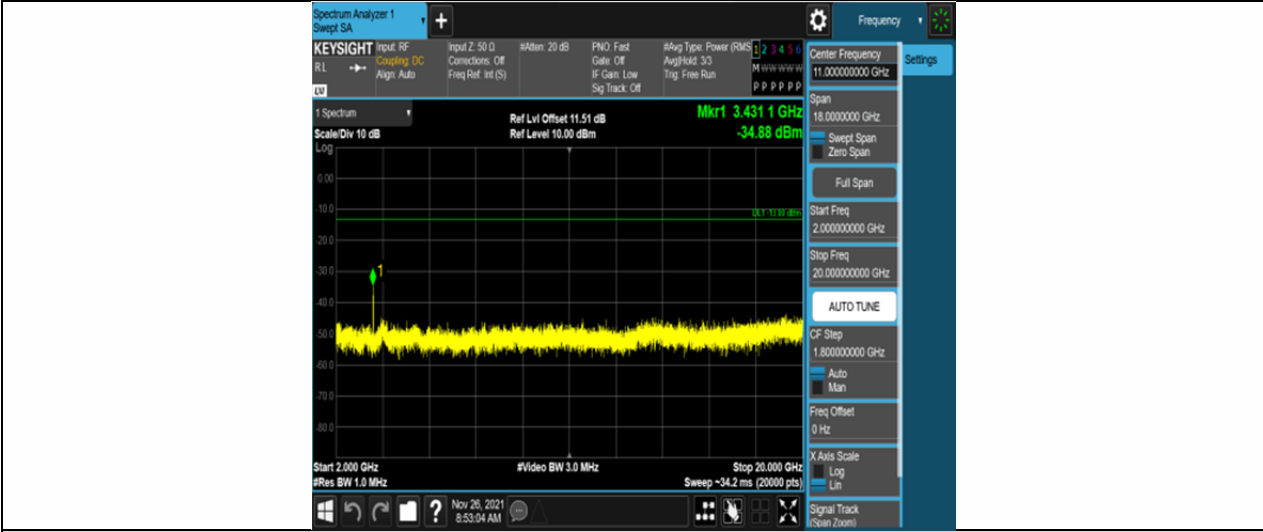 Spectrum Analyzer 1
Swept SA
Frequency
KEYSIGHT
Input: RF
Coupling: DC
Align: Auto
Input Z: 50 Ω
Corrections: Off
Freq Ref: Int (S)
#Atten: 20 dB
PNO: Fast
Gate: Off
IF Gain: Low
Sig Track: Off
#Avg Type: Power (RMS
Avg|Hold: 3/3
Trig: Free Run
1 2 3 4 5 6
M W W W W W
P P P P P P
R L
Center Frequency
11.000000000 GHz
Settings
Span
18.0000000 GHz
Swept Span
Zero Span
Full Span
Start Freq
2.000000000 GHz
Stop Freq
20.000000000 GHz
AUTO TUNE
CF Step
1.800000000 GHz
Auto
Man
Freq Offset
0 Hz
X Axis Scale
Log
Lin
Signal Track
(Span Zoom)
1 Spectrum
Scale/Div 10 dB
Ref Lvl Offset 11.51 dB
Ref Level 10.00 dBm
Mkr1 3.431 1 GHz
-34.88 dBm
Log
0.00
-10.0
DL1 -13.00 dBm
-20.0
-30.0
1
-40.0
-50.0
-60.0
-70.0
-80.0
Start 2.000 GHz
#Video BW 3.0 MHz
Stop 20.000 GHz
#Res BW 1.0 MHz
Sweep ~34.2 ms (20000 pts)
?
Nov 26, 2021
8:53:04 AM